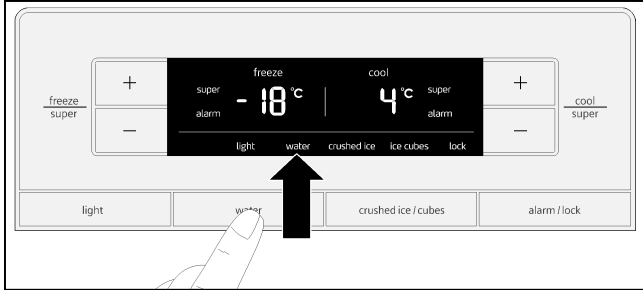 freeze cool
super - 18 °C 4 °C super
alarm alarm
freeze
super
+
−
+
−
cool
super
light water crushed ice ice cubes lock
light water crushed ice / cubes alarm / lock